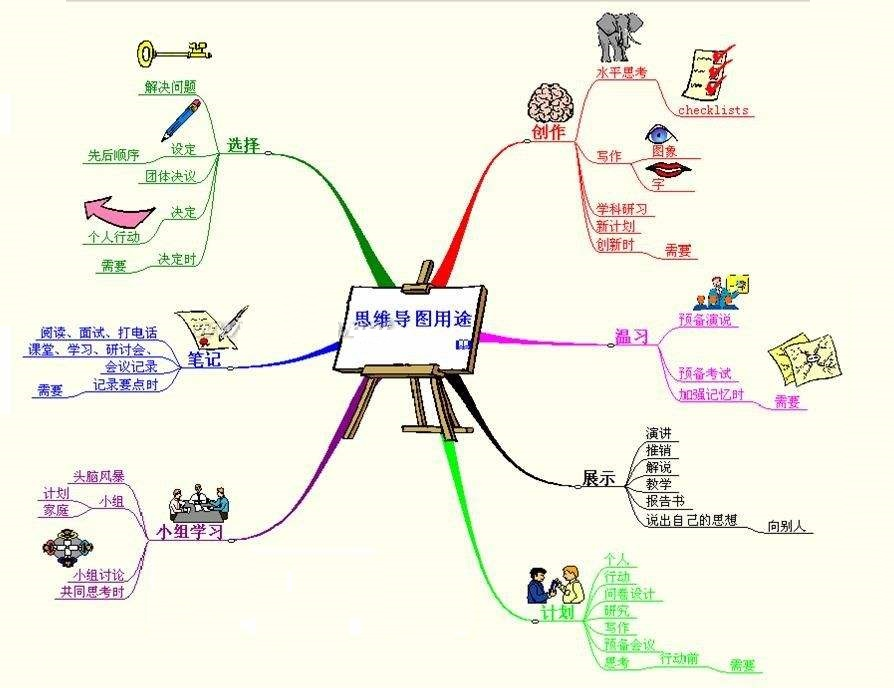 思维导图用途
创作
水平思考
checklists
写作
图象
字
学科研习
新计划
创新时
需要
温习
预备演说
预备考试
加强记忆时
需要
展示
演讲
推销
解说
教学
报告书
说出自己的思想
向别人
计划
个人
行动
问卷设计
研究
写作
预备会议
思考
行动前
需要
小组学习
头脑风暴
小组
计划
家庭
小组讨论
共同思考时
笔记
阅读、面试、打电话
课堂、学习、研讨会、
会议记录
记录要点时
需要
选择
解决问题
设定
先后顺序
团体决议
决定
个人行动
决定时
需要